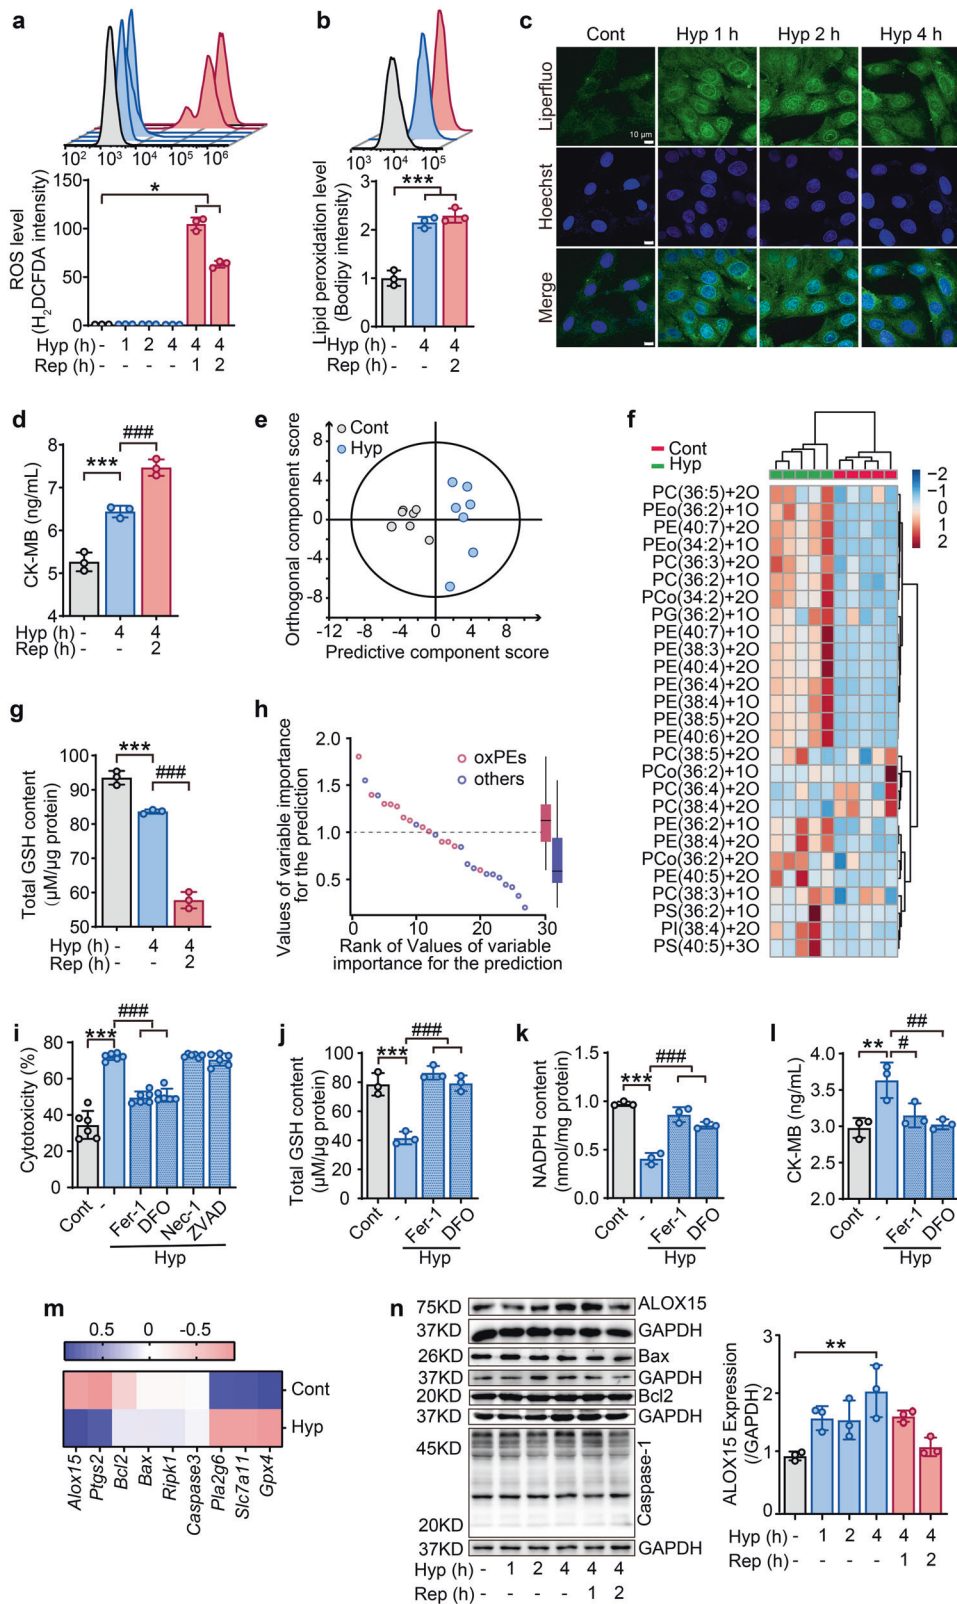 a
10² 10³ 10⁴ 10⁵ 10⁶
ROS level
(H₂DCFDA intensity)
150
100
50
0
*
Hyp (h) - 1 2 4 4 4
Rep (h) - - - - 1 2
b
10³ 10⁴ 10⁵
Lipid peroxidation level
(Bodipy intensity)
3
2
1
0
***
Hyp (h) - 4 4
Rep (h) - - 2
c
Cont Hyp 1 h Hyp 2 h Hyp 4 h
Liperfluo
10 μm
Hoechst
Merge
d
CK-MB (ng/mL)
8
7
6
5
4
*** ###
Hyp (h) - 4 4
Rep (h) - - 2
e
Cont
Hyp
Orthogonal component score
8
4
0
-4
-8
-12 -8 -4 0 4 8
Predictive component score
f
Cont
Hyp
-2
-1
0
1
2
PC(36:5)+2O
PEo(36:2)+1O
PE(40:7)+2O
PEo(34:2)+1O
PC(36:3)+2O
PC(36:2)+1O
PCo(34:2)+2O
PG(36:2)+1O
PE(40:7)+1O
PE(38:3)+2O
PE(40:4)+2O
PE(36:4)+2O
PE(38:4)+1O
PE(38:5)+2O
PE(40:6)+2O
PC(38:5)+2O
PCo(36:2)+1O
PC(36:4)+2O
PC(38:4)+2O
PE(36:2)+1O
PE(38:4)+2O
PCo(36:2)+2O
PE(40:5)+2O
PC(38:3)+1O
PS(36:2)+1O
PI(38:4)+2O
PS(40:5)+3O
g
Total GSH content
(μM/μg protein)
100
90
80
70
60
50
*** ###
Hyp (h) - 4 4
Rep (h) - - 2
h
Values of variable importance
for the prediction
2.0
1.5
1.0
0.5
oxPEs
others
0 10 20 30
Rank of Values of variable
importance for the prediction
i
Cytotoxicity (%)
80
60
40
20
0
*** ###
Cont - Fer-1 DFO Nec-1 ZVAD
Hyp
j
Total GSH content
(μM/μg protein)
100
80
60
40
20
0
*** ###
Cont - Fer-1 DFO
Hyp
k
NADPH content
(nmol/mg protein)
1.5
1.0
0.5
0.0
*** ###
Cont - Fer-1 DFO
Hyp
l
CK-MB (ng/mL)
4.0
3.5
3.0
2.5
2.0
** # ##
Cont - Fer-1 DFO
Hyp
m
0.5 0 -0.5
Cont
Hyp
Alox15 Ptgs2 Bcl2 Bax Ripk1 Caspase3 Pla2g6 Slc7a11 Gpx4
n
75KD ALOX15
37KD GAPDH
26KD Bax
37KD GAPDH
20KD Bcl2
37KD GAPDH
45KD
Caspase-1
20KD
37KD GAPDH
Hyp (h) - 1 2 4 4 4
Rep (h) - - - - 1 2
ALOX15 Expression
(/GAPDH)
3
2
1
0
**
Hyp (h) - 1 2 4 4 4
Rep (h) - - - - 1 2